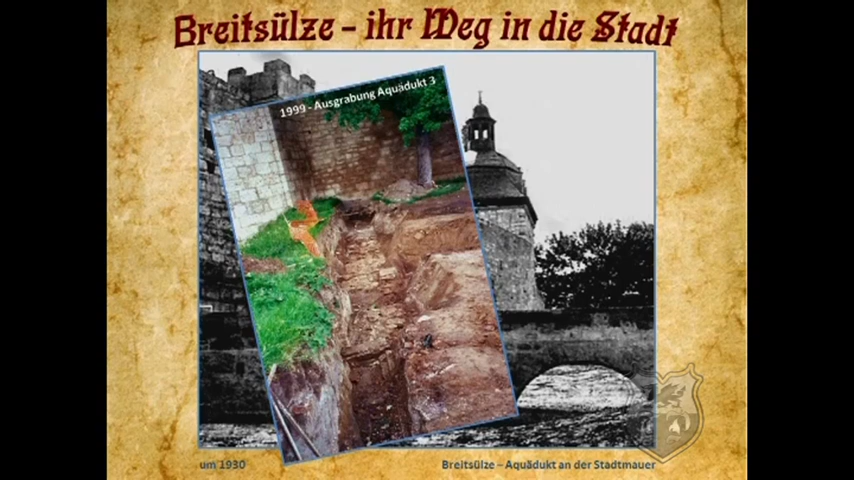 Breitsülze – ihr Weg in die Stadt
1999 - Ausgrabung Aquädukt 3
um 1930
Breitsülze – Aquädukt an der Stadtmauer